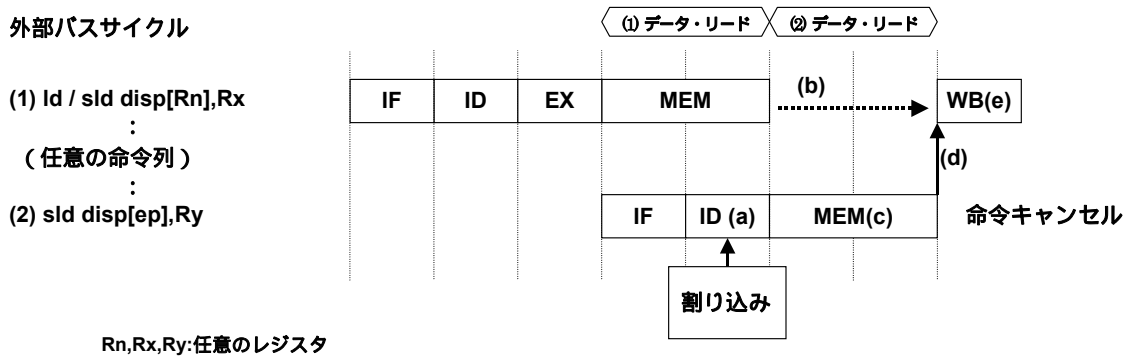 外部バスサイクル
⑴ データ・リード ⑵ データ・リード
(1) ld / sld disp[Rn],Rx IF ID EX MEM (b) WB(e)
:
(任意の命令列)
:
(d)
(2) sld disp[ep],Ry IF ID (a) MEM(c) 命令キャンセル
割り込み
Rn,Rx,Ry:任意のレジスタ